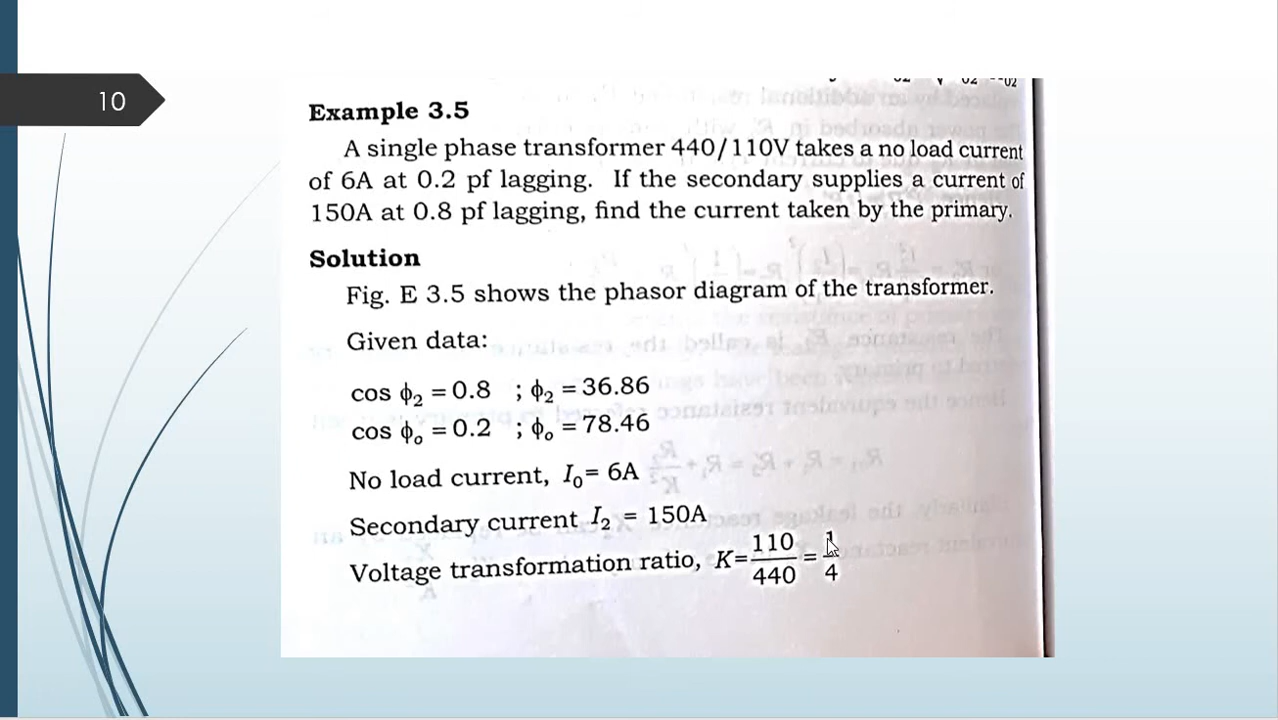 10
Example 3.5
A single phase transformer 440/110V takes a no load current
of 6A at 0.2 pf lagging. If the secondary supplies a current of
150A at 0.8 pf lagging, find the current taken by the primary.
Solution
Fig. E 3.5 shows the phasor diagram of the transformer.
Given data:
cos ϕ₂ = 0.8 ; ϕ₂ = 36.86
cos ϕₒ = 0.2 ; ϕₒ = 78.46
No load current, I₀= 6A
Secondary current I₂ = 150A
Voltage transformation ratio, K= 110/440 = 1/4